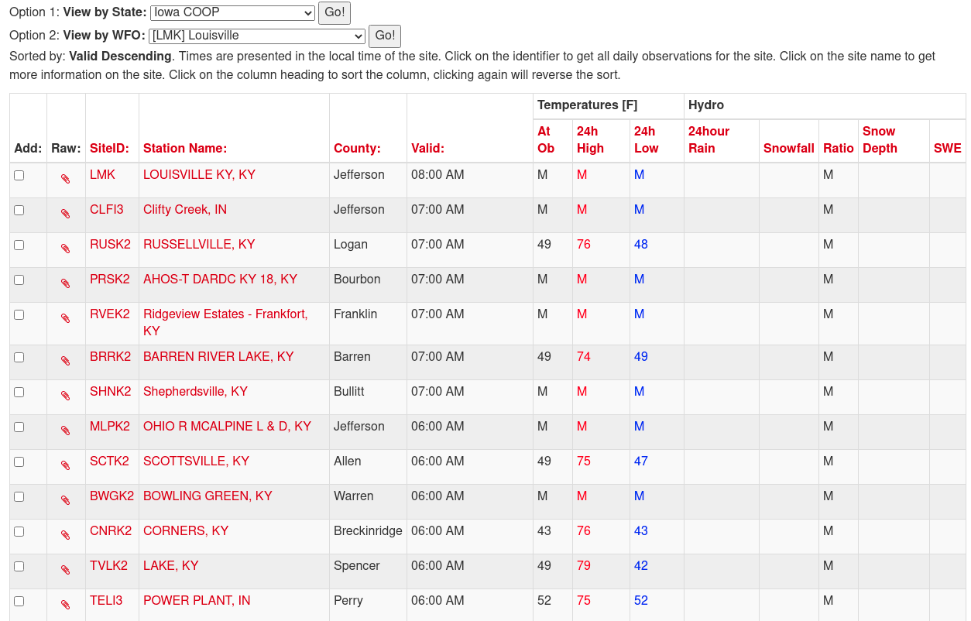 Option 1: View by State: Iowa COOP Go!
Option 2: View by WFO: [LMK] Louisville Go!
Sorted by: Valid Descending. Times are presented in the local time of the site. Click on the identifier to get all daily observations for the site. Click on the site name to get
more information on the site. Click on the column heading to sort the column, clicking again will reverse the sort.
Temperatures [F] Hydro
Add: Raw: SiteID: Station Name: County: Valid: At Ob 24h High 24h Low 24hour Rain Snowfall Ratio Snow Depth SWE
LMK LOUISVILLE KY, KY Jefferson 08:00 AM M M M M
CLFI3 Clifty Creek, IN Jefferson 07:00 AM M M M M
RUSK2 RUSSELLVILLE, KY Logan 07:00 AM 49 76 48 M
PRSK2 AHOS-T DARDC KY 18, KY Bourbon 07:00 AM M M M M
RVEK2 Ridgeview Estates - Frankfort, KY Franklin 07:00 AM M M M M
BRRK2 BARREN RIVER LAKE, KY Barren 07:00 AM 49 74 49 M
SHNK2 Shepherdsville, KY Bullitt 07:00 AM M M M M
MLPK2 OHIO R MCALPINE L & D, KY Jefferson 06:00 AM M M M M
SCTK2 SCOTTSVILLE, KY Allen 06:00 AM 49 75 47 M
BWGK2 BOWLING GREEN, KY Warren 06:00 AM M M M M
CNRK2 CORNERS, KY Breckinridge 06:00 AM 43 76 43 M
TVLK2 LAKE, KY Spencer 06:00 AM 49 79 42 M
TELI3 POWER PLANT, IN Perry 06:00 AM 52 75 52 M